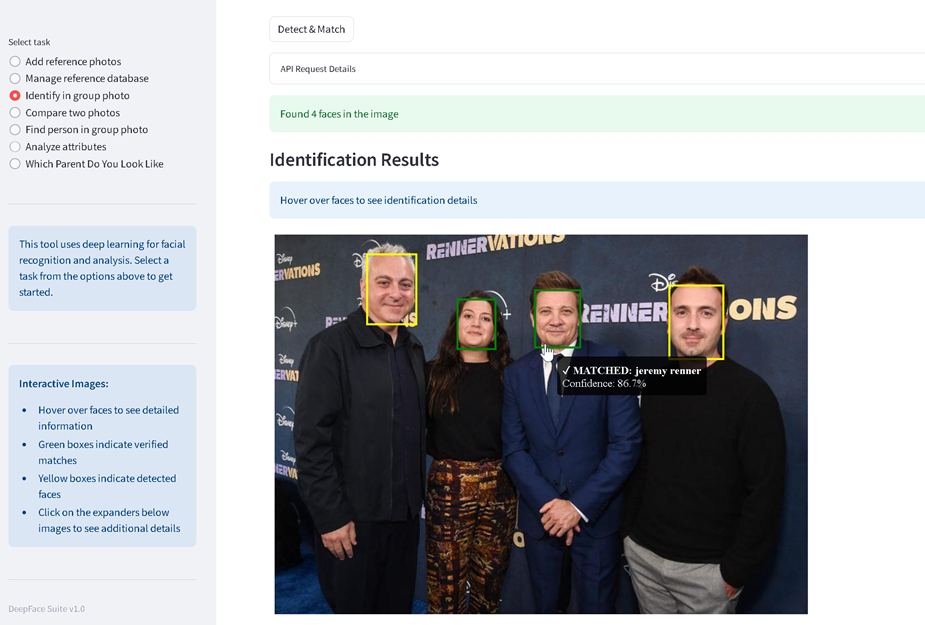 Select task
Add reference photos
Manage reference database
Identify in group photo
Compare two photos
Find person in group photo
Analyze attributes
Which Parent Do You Look Like
This tool uses deep learning for facial
recognition and analysis. Select a
task from the options above to get
started.
Interactive Images:
Hover over faces to see detailed
information
Green boxes indicate verified
matches
Yellow boxes indicate detected
faces
Click on the expanders below
images to see additional details
DeepFace Suite v1.0
Detect & Match
API Request Details
Found 4 faces in the image
Identification Results
Hover over faces to see identification details
Disney
RENNERVATIONS
Disney
ERVATIONS
Disney+
RENNER
IONS
✓ MATCHED: jeremy renner
Confidence: 86.7%